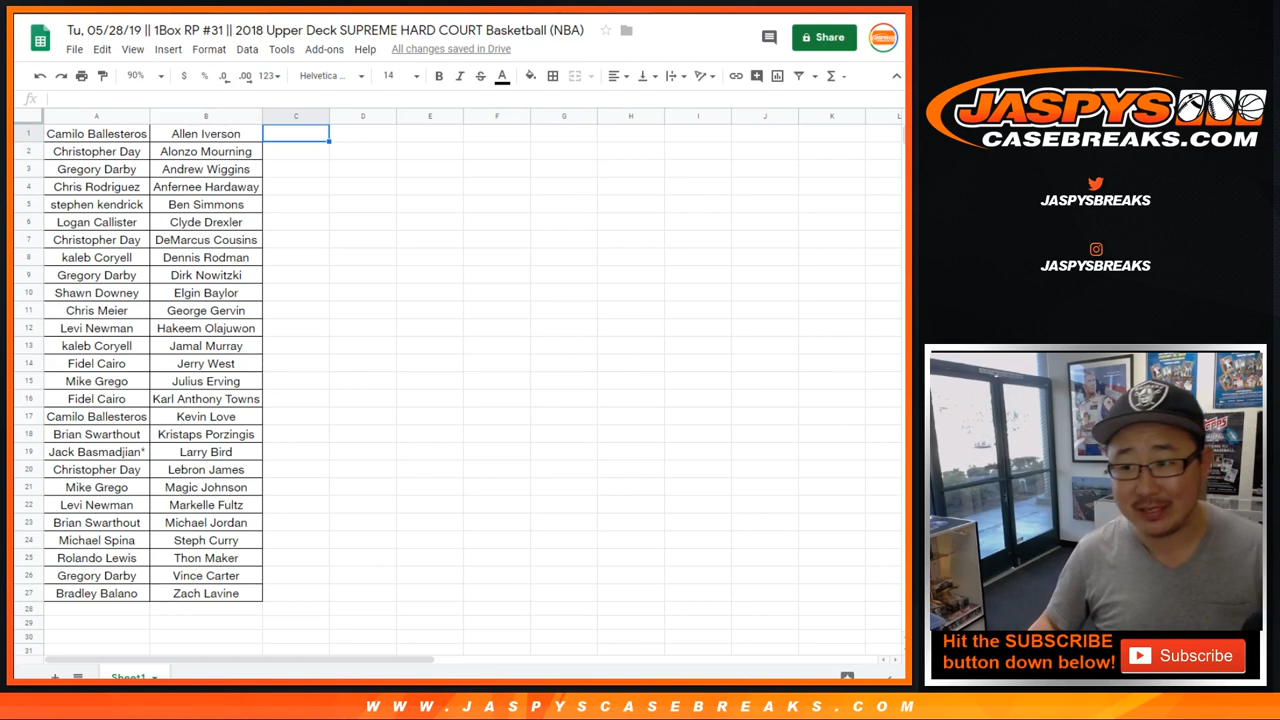 Tu, 05/28/19 || 1Box RP #31 || 2018 Upper Deck SUPREME HARD COURT Basketball (NBA)
File Edit View Insert Format Data Tools Add-ons Help All changes saved in Drive
Share
90% $ % .0 .00 123 Helvetica ... 14 B I S A
fx
A B C D E F G H I J K L
1 Camilo Ballesteros Allen Iverson
2 Christopher Day Alonzo Mourning
3 Gregory Darby Andrew Wiggins
4 Chris Rodriguez Anfernee Hardaway
5 stephen kendrick Ben Simmons
6 Logan Callister Clyde Drexler
7 Christopher Day DeMarcus Cousins
8 kaleb Coryell Dennis Rodman
9 Gregory Darby Dirk Nowitzki
10 Shawn Downey Elgin Baylor
11 Chris Meier George Gervin
12 Levi Newman Hakeem Olajuwon
13 kaleb Coryell Jamal Murray
14 Fidel Cairo Jerry West
15 Mike Grego Julius Erving
16 Fidel Cairo Karl Anthony Towns
17 Camilo Ballesteros Kevin Love
18 Brian Swarthout Kristaps Porzingis
19 Jack Basmadjian* Larry Bird
20 Christopher Day Lebron James
21 Mike Grego Magic Johnson
22 Levi Newman Markelle Fultz
23 Brian Swarthout Michael Jordan
24 Michael Spina Steph Curry
25 Rolando Lewis Thon Maker
26 Gregory Darby Vince Carter
27 Bradley Balano Zach Lavine
28
29
30
31
Sheet1
JASPYS
CASEBREAKS.COM
JASPYSBREAKS
JASPYSBREAKS
TOPPS
Hit the SUBSCRIBE
button down below!
Subscribe
WWW.JASPYSCASEBREAKS.COM